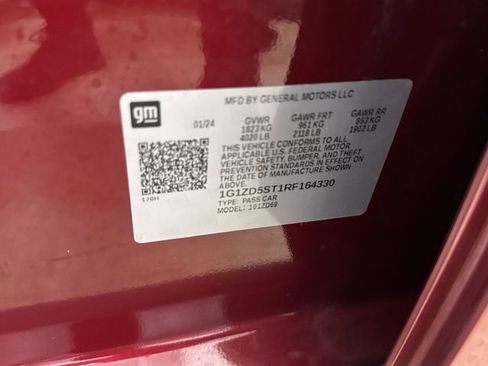 gm
MFD BY GENERAL MOTORS LLC
01/24
GVWR GAWR FRT GAWR RR
1823 KG 961 KG 863 KG
4020 LB 2118 LB 1902 LB
THIS VEHICLE CONFORMS TO ALL
APPLICABLE U.S. FEDERAL MOTOR
VEHICLE SAFETY, BUMPER, AND THEFT
PREVENTION STANDARDS IN EFFECT ON
THE DATE OF MANUFACTURE SHOWN
ABOVE.
1G1ZD5ST1RF164330
TYPE: PASS CAR
MODEL: 101ZD69